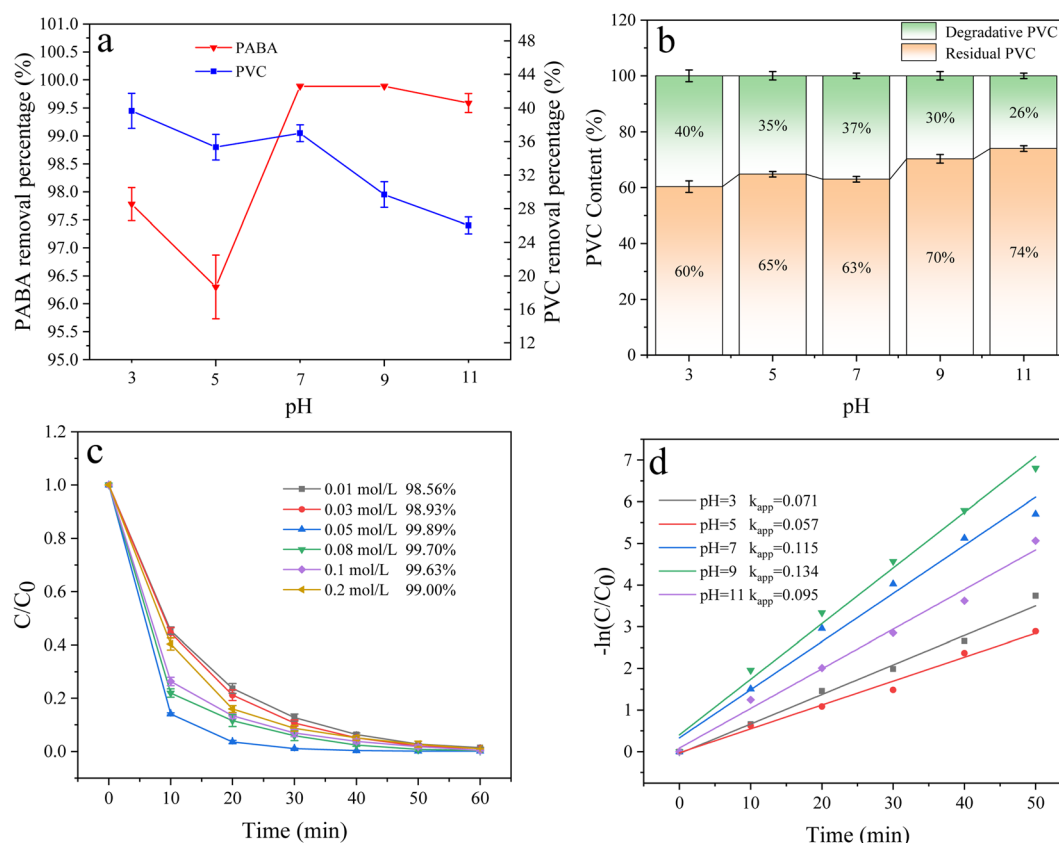 a
PABA
PVC
PABA removal percentage (%)
101.0
100.5
100.0
99.5
99.0
98.5
98.0
97.5
97.0
96.5
96.0
95.5
95.0
PVC removal percentage (%)
48
44
40
36
32
28
24
20
16
12
3 5 7 9 11
pH
b
Degradative PVC
Residual PVC
PVC Content (%)
120
100
80
60
40
20
0
40% 35% 37% 30% 26%
60% 65% 63% 70% 74%
3 5 7 9 11
pH
c
0.01 mol/L 98.56%
0.03 mol/L 98.93%
0.05 mol/L 99.89%
0.08 mol/L 99.70%
0.1 mol/L 99.63%
0.2 mol/L 99.00%
C/C0
1.2
1.0
0.8
0.6
0.4
0.2
0.0
0 10 20 30 40 50 60
Time (min)
d
pH=3 kapp=0.071
pH=5 kapp=0.057
pH=7 kapp=0.115
pH=9 kapp=0.134
pH=11 kapp=0.095
-ln(C/C0)
7
6
5
4
3
2
1
0
0 10 20 30 40 50
Time (min)